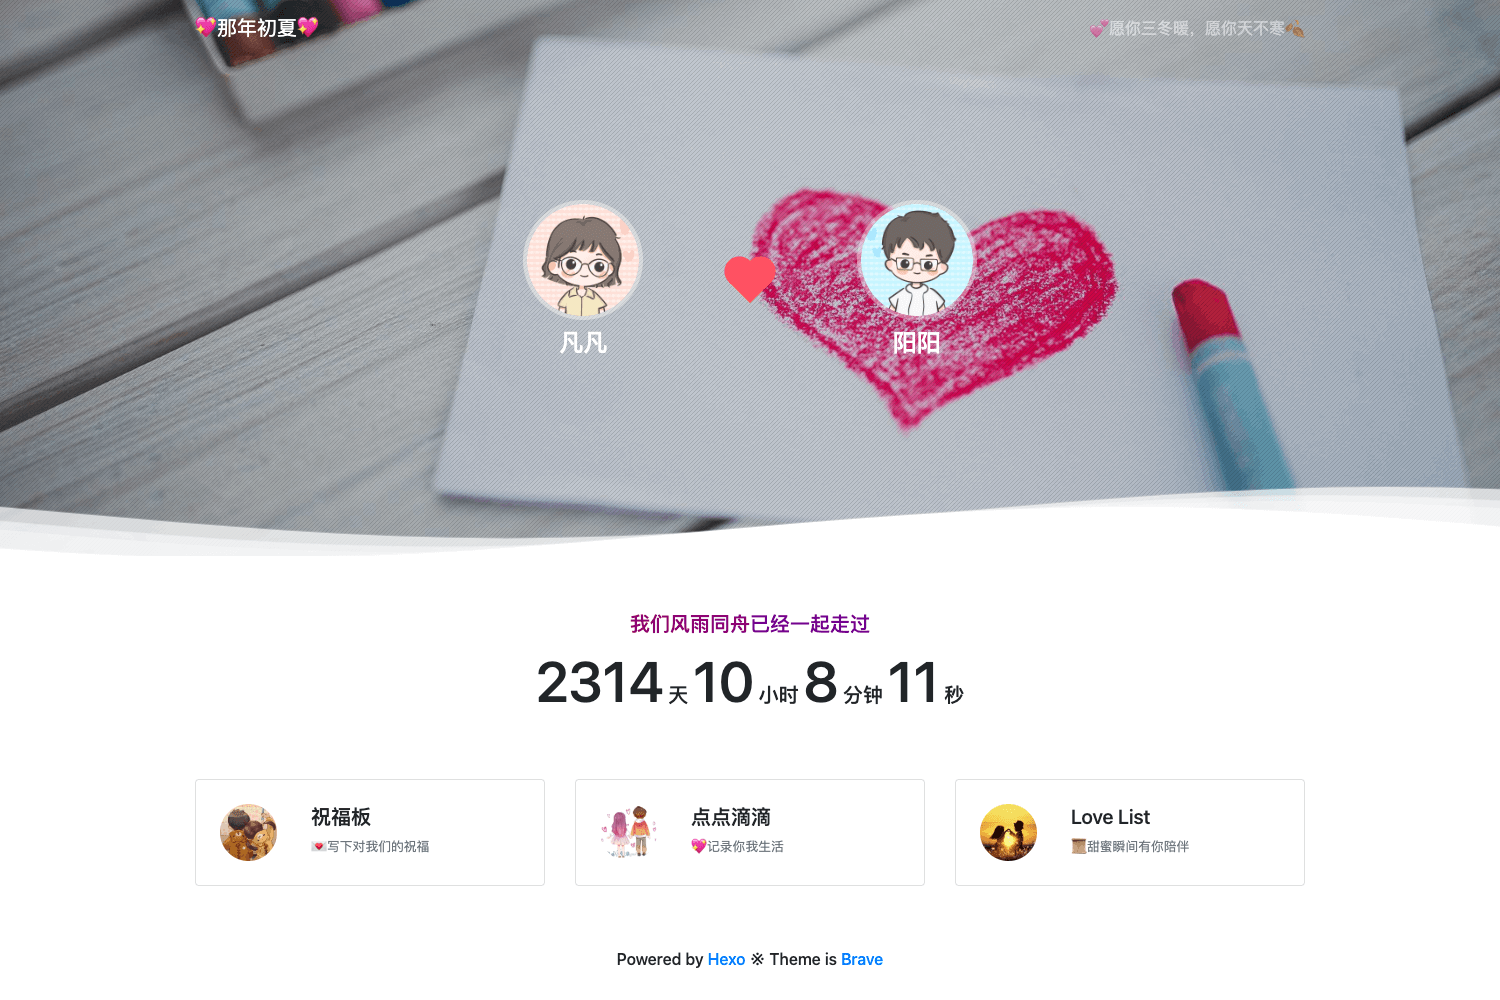 💖那年初夏💖
💞愿你三冬暖，愿你天不寒🍂
凡凡
阳阳
我们风雨同舟已经一起走过
2314 天 10 小时 8 分钟 11 秒
祝福板
💌写下对我们的祝福
点点滴滴
💖记录你我生活
Love List
📜甜蜜瞬间有你陪伴
Powered by Hexo ※ Theme is Brave